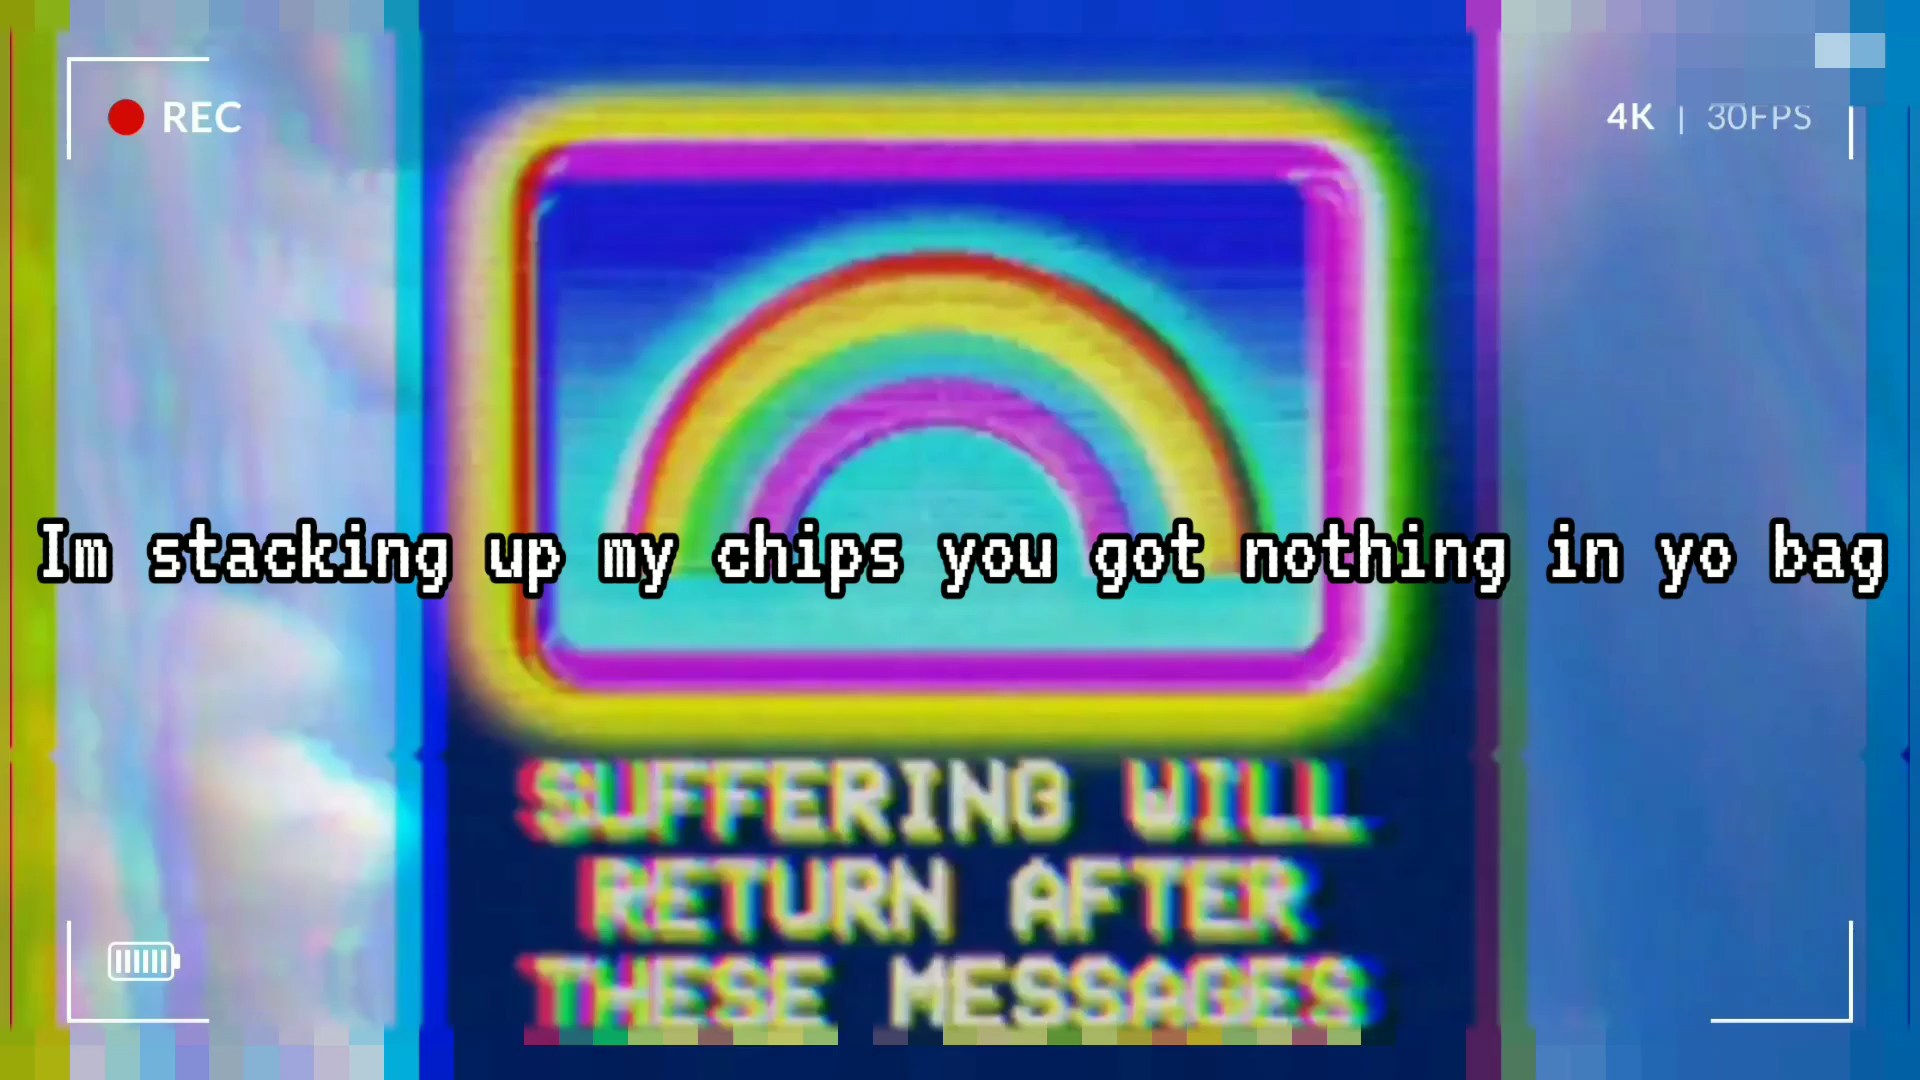 REC
4K | 30FPS
Im stacking up my chips you got nothing in yo bag
SUFFERING WILL
RETURN AFTER
THESE MESSAGES